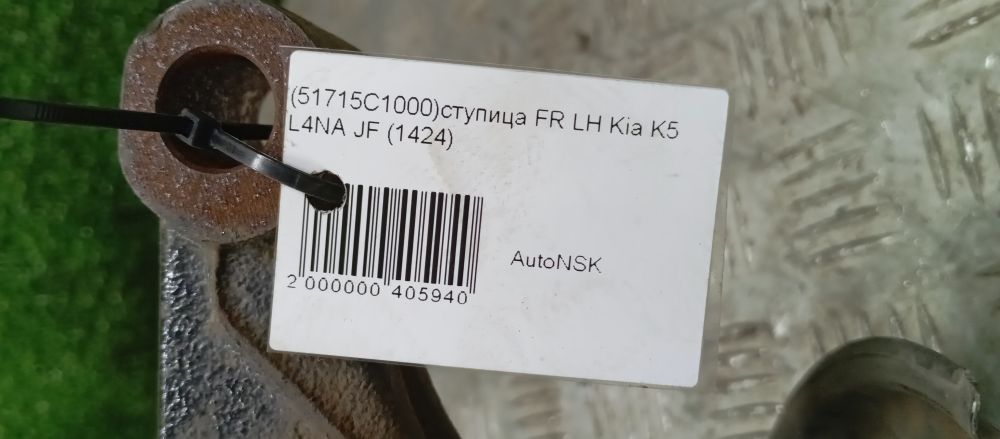 (51715C1000)ступица FR LH Kia K5
L4NA JF (1424)
AutoNSK
2 000000 405940